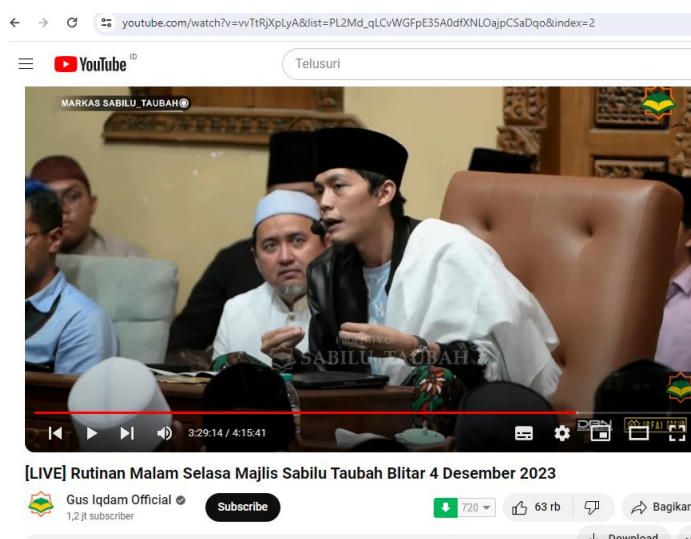 youtube.com/watch?v=vvTtRjXpLyA&list=PL2Md_qLCvWGFpE35A0dfXNLOajpCSaDqo&index=2
YouTube ID
Telusuri
MARKAS SABILU_TAUBAH
PROPERTY OF
SABILU TAUBAH
3:29:14 / 4:15:41
[LIVE] Rutinan Malam Selasa Majlis Sabilu Taubah Blitar 4 Desember 2023
Gus Iqdam Official
1,2 jt subscriber
Subscribe
720
63 rb
Bagikan
Download